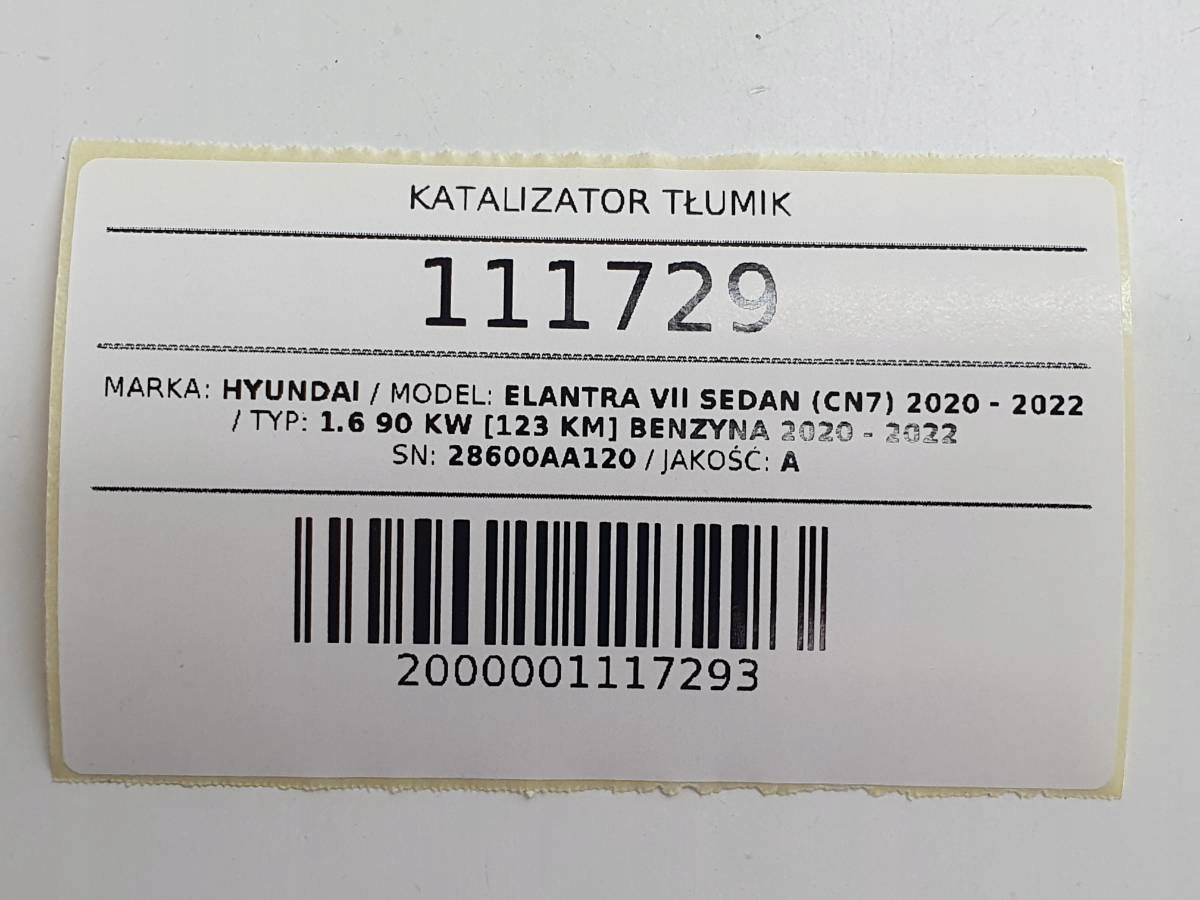 KATALIZATOR TŁUMIK
111729
MARKA: HYUNDAI / MODEL: ELANTRA VII SEDAN (CN7) 2020 - 2022
/ TYP: 1.6 90 KW [123 KM] BENZYNA 2020 - 2022
SN: 28600AA120 / JAKOŚĆ: A
2000001117293